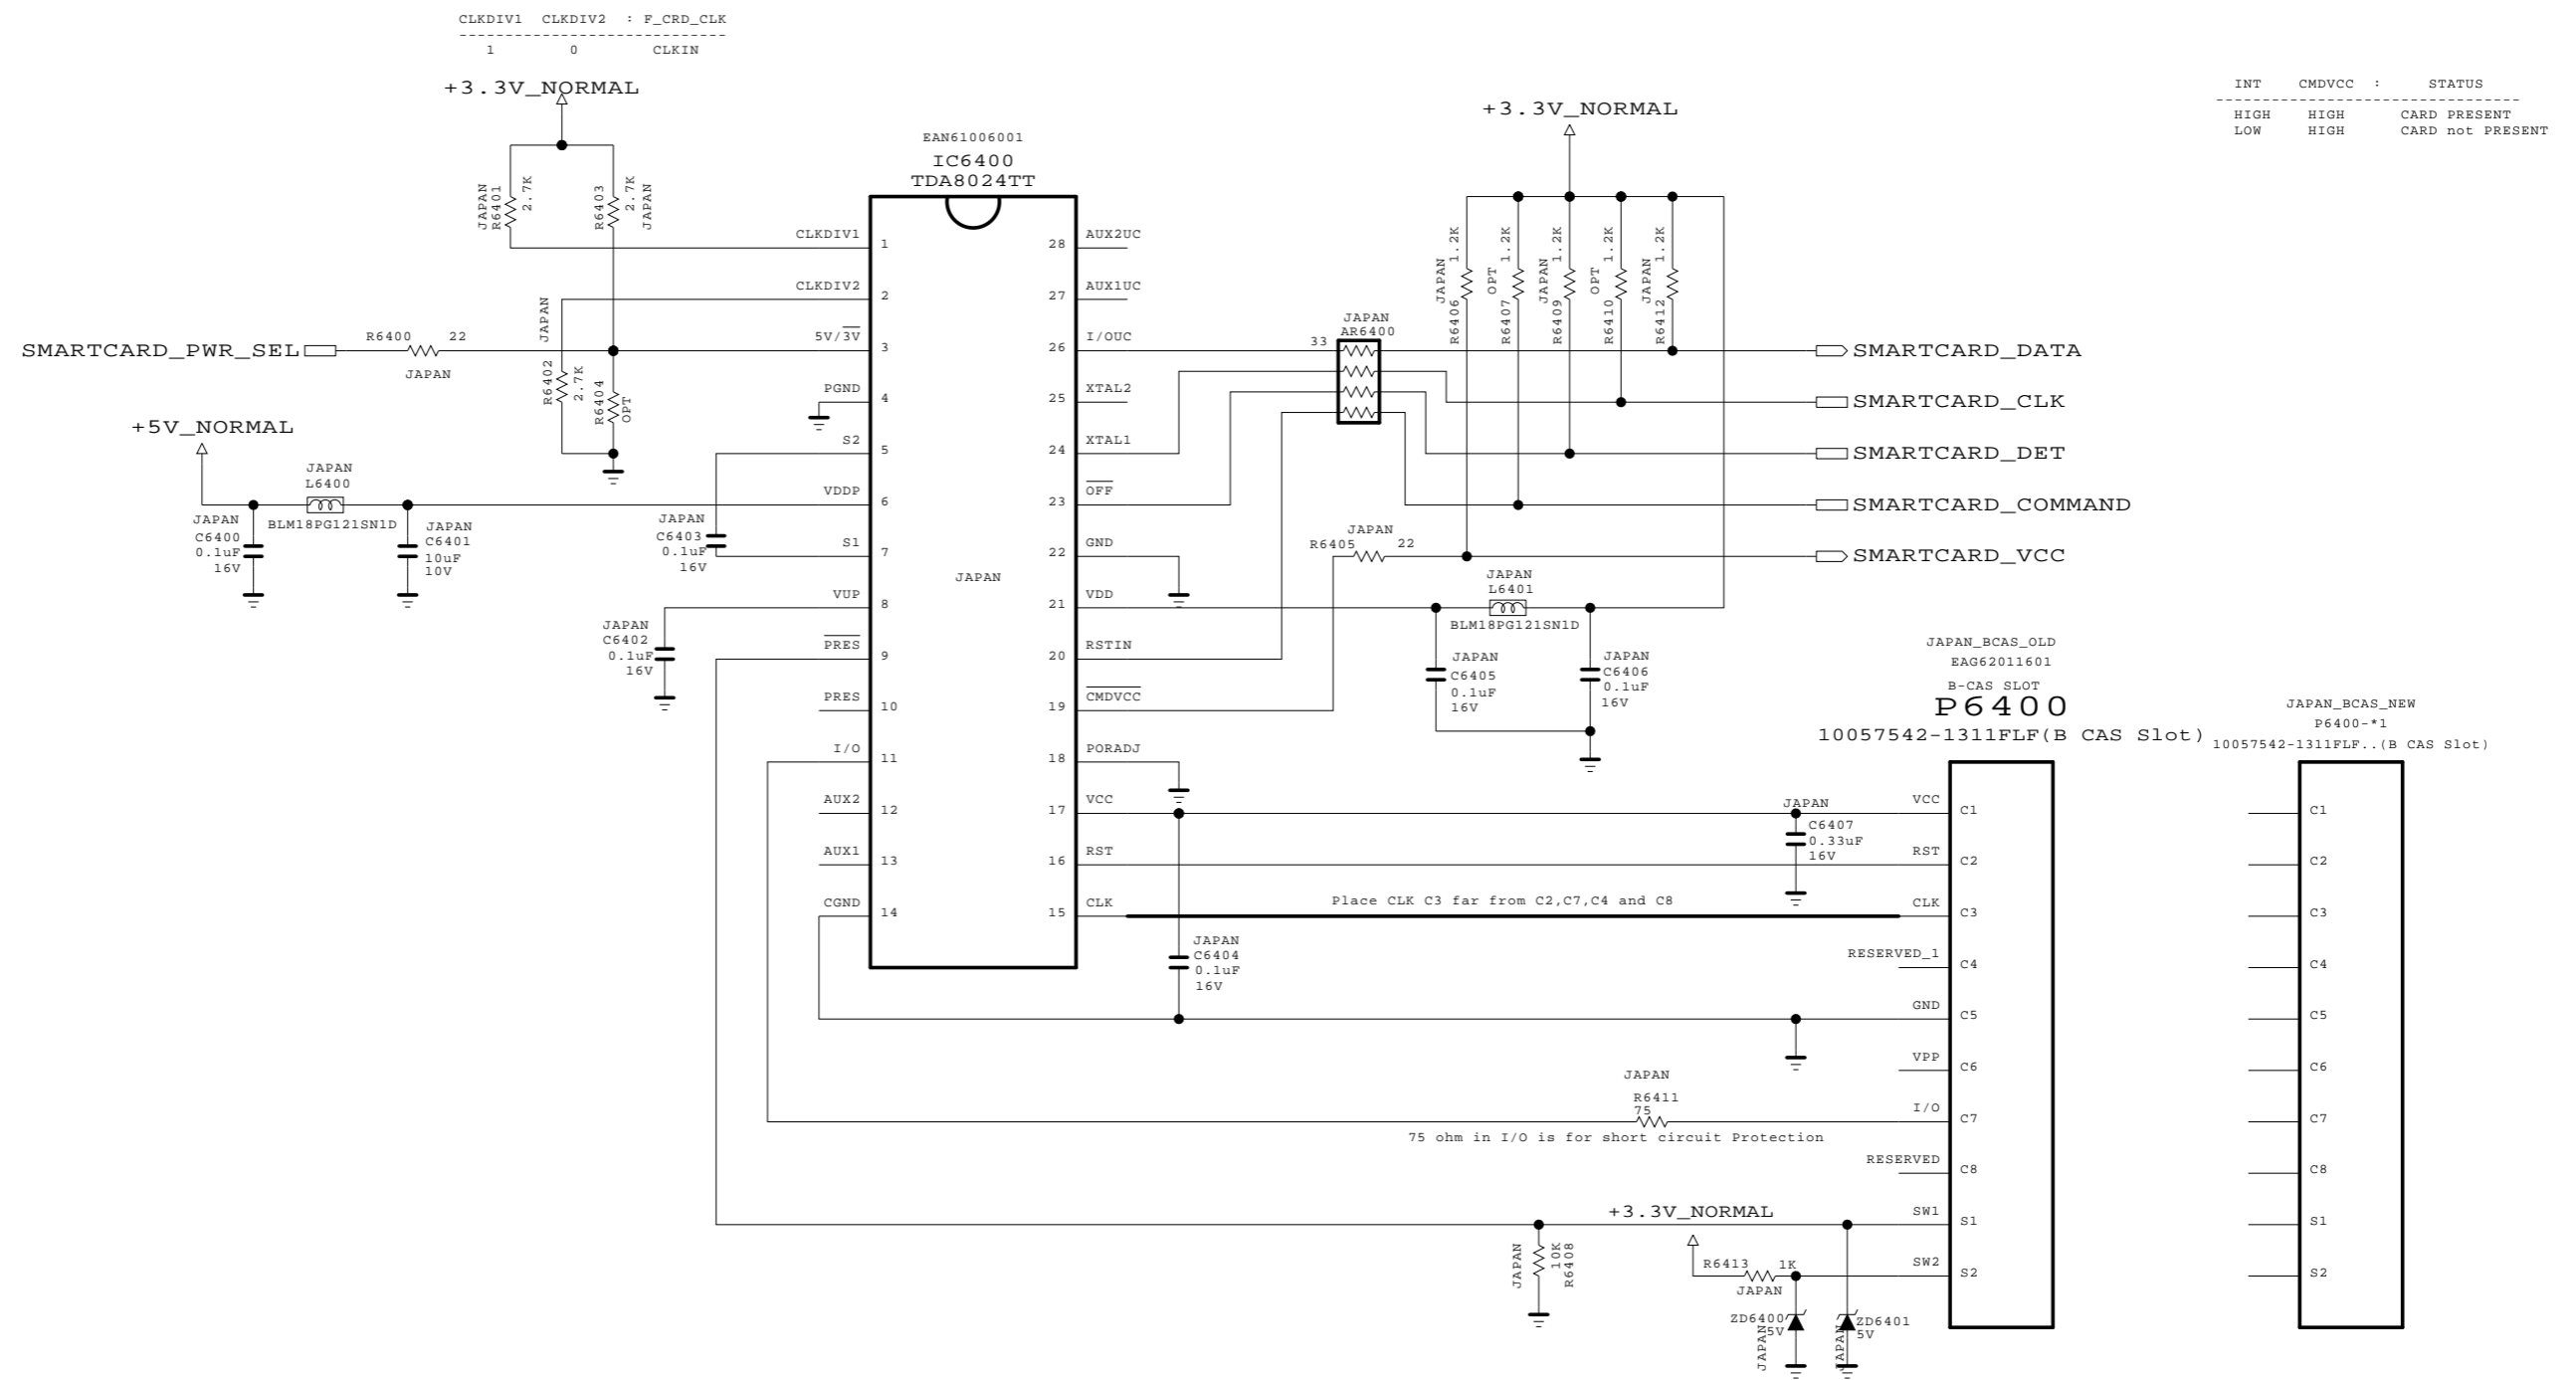 CLKDIV1 CLKDIV2 : F_CRD_CLK
1 0 CLKIN
+3.3V_NORMAL
JAPAN
R6401
2.7K
R6403
2.7K
JAPAN
SMARTCARD_PWR_SEL
R6400 22
JAPAN
JAPAN
R6402
2.7K
R6404
OPT
+5V_NORMAL
JAPAN
L6400
BLM18PG121SN1D
JAPAN
C6400
0.1uF
16V
JAPAN
C6401
10uF
10V
JAPAN
C6403
0.1uF
16V
JAPAN
C6402
0.1uF
16V
EAN61006001
IC6400
TDA8024TT
JAPAN
CLKDIV1 1
CLKDIV2 2
5V/3V 3
PGND 4
S2 5
VDDP 6
S1 7
VUP 8
PRES 9
PRES 10
I/O 11
AUX2 12
AUX1 13
CGND 14
28 AUX2UC
27 AUX1UC
26 I/OUC
25 XTAL2
24 XTAL1
23 OFF
22 GND
21 VDD
20 RSTIN
19 CMDVCC
18 PORADJ
17 VCC
16 RST
15 CLK
+3.3V_NORMAL
JAPAN
AR6400
33
JAPAN 1.2K
R6406
OPT 1.2K
R6407
JAPAN 1.2K
R6409
OPT 1.2K
R6410
JAPAN 1.2K
R6412
SMARTCARD_DATA
SMARTCARD_CLK
SMARTCARD_DET
SMARTCARD_COMMAND
SMARTCARD_VCC
JAPAN
R6405 22
JAPAN
L6401
BLM18PG121SN1D
JAPAN
C6405
0.1uF
16V
JAPAN
C6406
0.1uF
16V
INT CMDVCC : STATUS
HIGH HIGH CARD PRESENT
LOW HIGH CARD not PRESENT
JAPAN
C6407
0.33uF
16V
Place CLK C3 far from C2,C7,C4 and C8
JAPAN
C6404
0.1uF
16V
JAPAN
R6411
75
75 ohm in I/O is for short circuit Protection
JAPAN
10K
R6408
+3.3V_NORMAL
R6413 1K
JAPAN
ZD6400
5V
JAPAN
ZD6401
5V
JAPAN
JAPAN_BCAS_OLD
EAG62011601
B-CAS SLOT
P6400
10057542-1311FLF(B CAS Slot)
VCC C1
RST C2
CLK C3
RESERVED_1 C4
GND C5
VPP C6
I/O C7
RESERVED C8
SW1 S1
SW2 S2
JAPAN_BCAS_NEW
P6400-*1
10057542-1311FLF..(B CAS Slot)
C1
C2
C3
C4
C5
C6
C7
C8
S1
S2